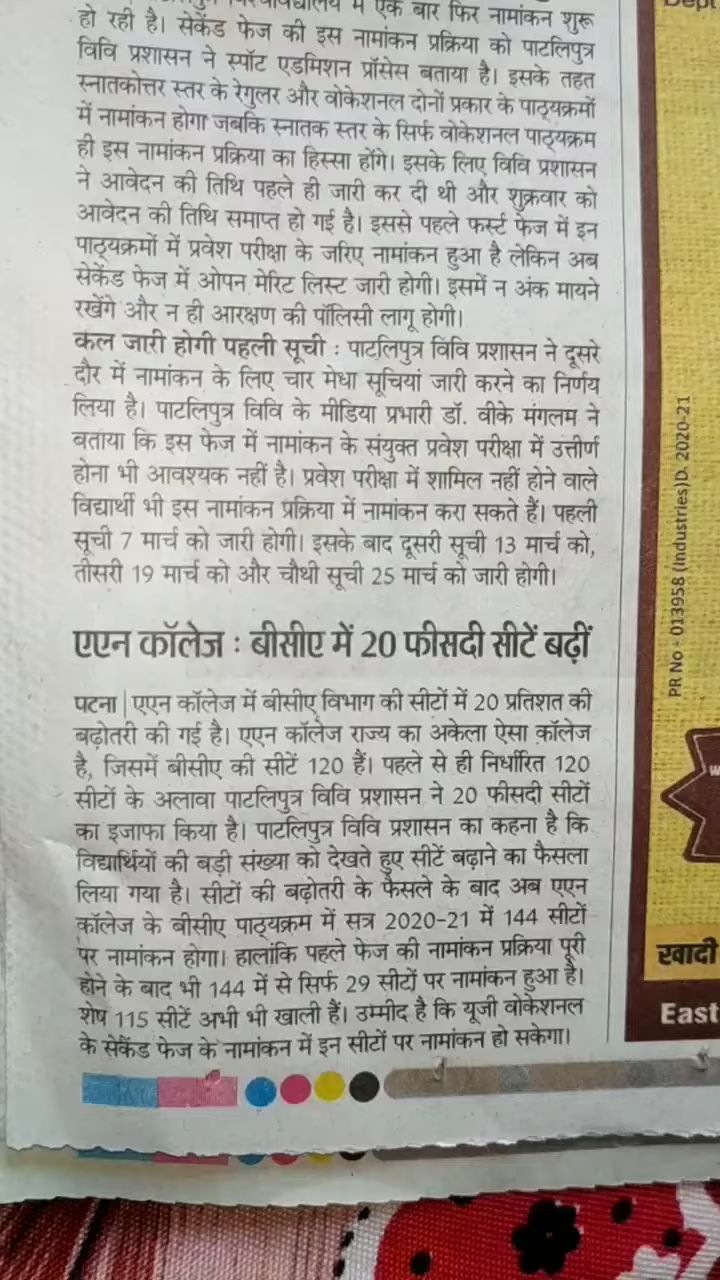 में एक बार फिर नामांकन शुरू
हो रही है। सेकेंड फेज की इस नामांकन प्रक्रिया को पाटलिपुत्र
विवि प्रशासन ने स्पॉट एडमिशन प्रॉसेस बताया है। इसके तहत
स्नातकोत्तर स्तर के रेगुलर और वोकेशनल दोनों प्रकार के पाठ्यक्रमों
में नामांकन होगा जबकि स्नातक स्तर के सिर्फ वोकेशनल पाठ्यक्रम
ही इस नामांकन प्रक्रिया का हिस्सा होंगे। इसके लिए विवि प्रशासन
ने आवेदन की तिथि पहले ही जारी कर दी थी और शुक्रवार को
आवेदन की तिथि समाप्त हो गई है। इससे पहले फर्स्ट फेज में इन
पाठ्यक्रमों में प्रवेश परीक्षा के जरिए नामांकन हुआ है लेकिन अब
सेकेंड फेज में ओपन मेरिट लिस्ट जारी होगी। इसमें न अंक मायने
रखेंगे और न ही आरक्षण की पॉलिसी लागू होगी।
कल जारी होगी पहली सूची : पाटलिपुत्र विवि प्रशासन ने दूसरे
दौर में नामांकन के लिए चार मेधा सूचियां जारी करने का निर्णय
लिया है। पाटलिपुत्र विवि के मीडिया प्रभारी डॉ. वीके मंगलम ने
बताया कि इस फेज में नामांकन के संयुक्त प्रवेश परीक्षा में उत्तीर्ण
होना भी आवश्यक नहीं है। प्रवेश परीक्षा में शामिल नहीं होने वाले
विद्यार्थी भी इस नामांकन प्रक्रिया में नामांकन करा सकते हैं। पहली
सूची 7 मार्च को जारी होगी। इसके बाद दूसरी सूची 13 मार्च को,
तीसरी 19 मार्च को और चौथी सूची 25 मार्च को जारी होगी।
एएन कॉलेज : बीसीए में 20 फीसदी सीटें बढ़ीं
पटना | एएन कॉलेज में बीसीए विभाग की सीटों में 20 प्रतिशत की
बढ़ोतरी की गई है। एएन कॉलेज राज्य का अकेला ऐसा कॉलेज
है, जिसमें बीसीए की सीटें 120 हैं। पहले से ही निर्धारित 120
सीटों के अलावा पाटलिपुत्र विवि प्रशासन ने 20 फीसदी सीटों
का इजाफा किया है। पाटलिपुत्र विवि प्रशासन का कहना है कि
विद्यार्थियों की बड़ी संख्या को देखते हुए सीटें बढ़ाने का फैसला
लिया गया है। सीटों की बढ़ोतरी के फैसले के बाद अब एएन
कॉलेज के बीसीए पाठ्यक्रम में सत्र 2020-21 में 144 सीटों
पर नामांकन होगा। हालांकि पहले फेज की नामांकन प्रक्रिया पूरी
होने के बाद भी 144 में से सिर्फ 29 सीटों पर नामांकन हुआ है।
शेष 115 सीटें अभी भी खाली हैं। उम्मीद है कि यूजी वोकेशनल
के सेकेंड फेज के नामांकन में इन सीटों पर नामांकन हो सकेगा।
Dept
PR No - 013958 (Industries)D. 2020-21
खादी
East